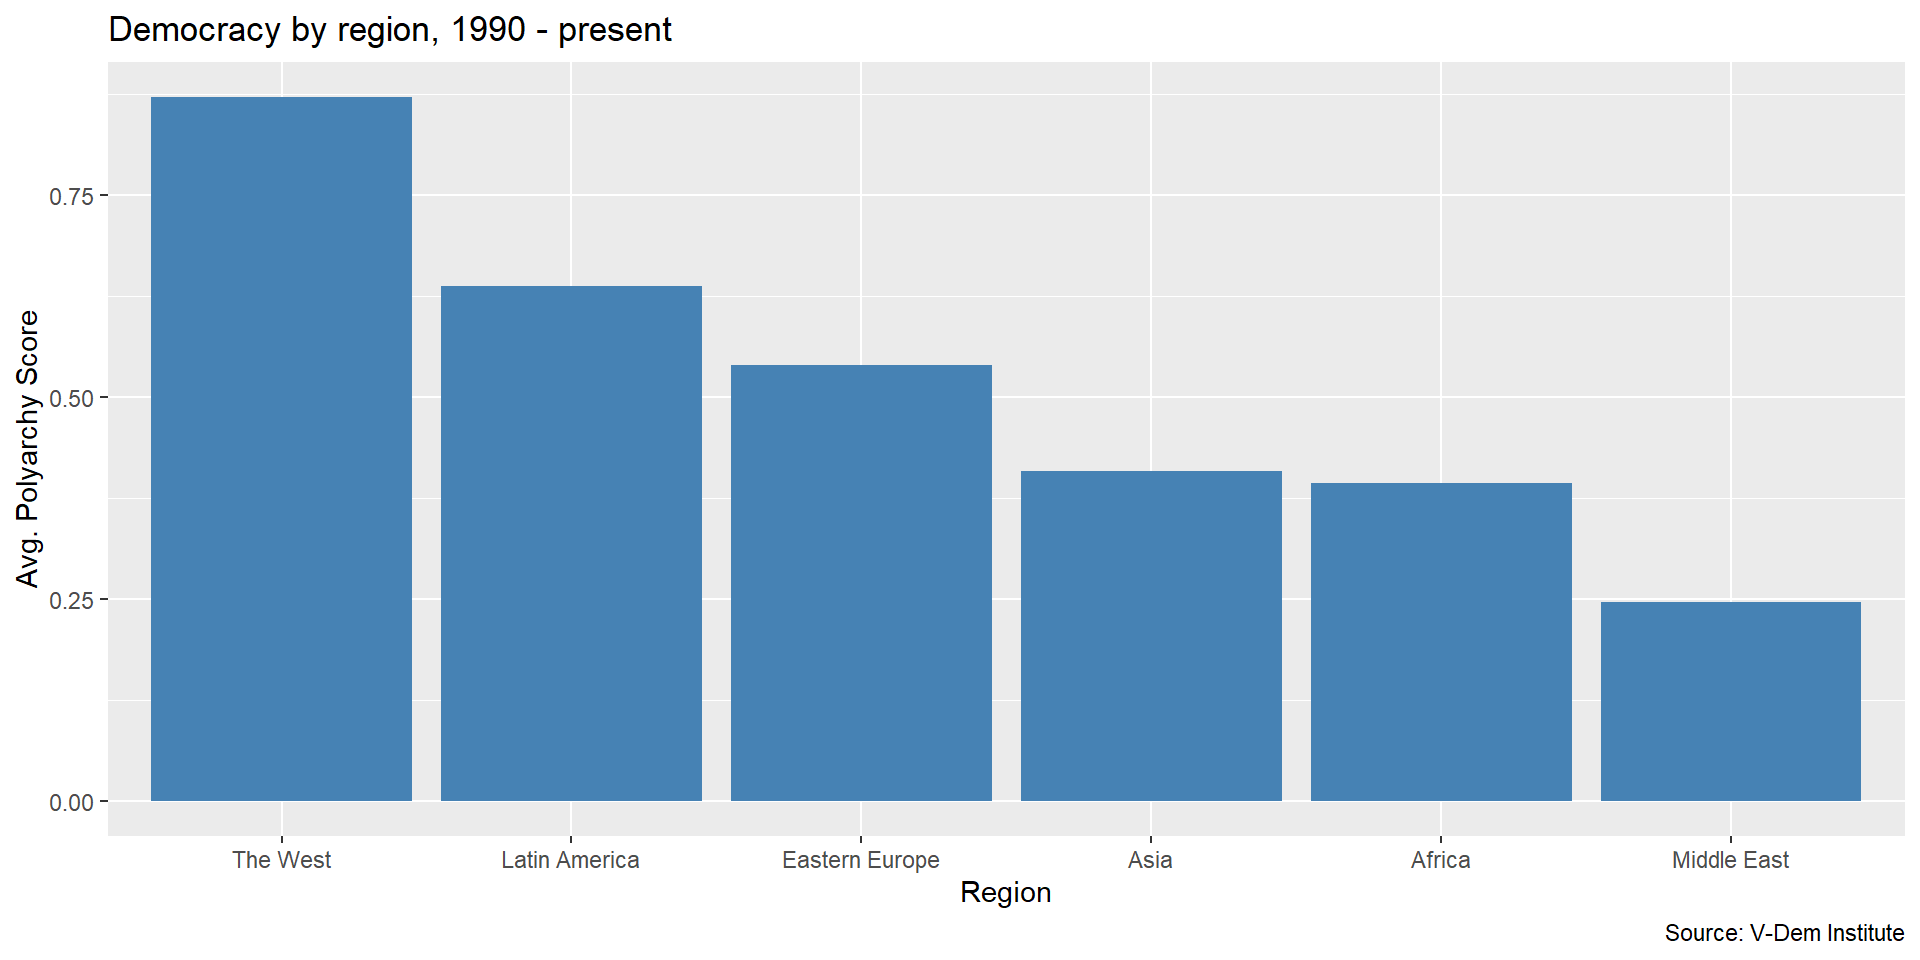 Democracy by region, 1990 - present
Avg. Polyarchy Score
0.75
0.50
0.25
0.00
The West
Latin America
Eastern Europe
Asia
Africa
Middle East
Region
Source: V-Dem Institute